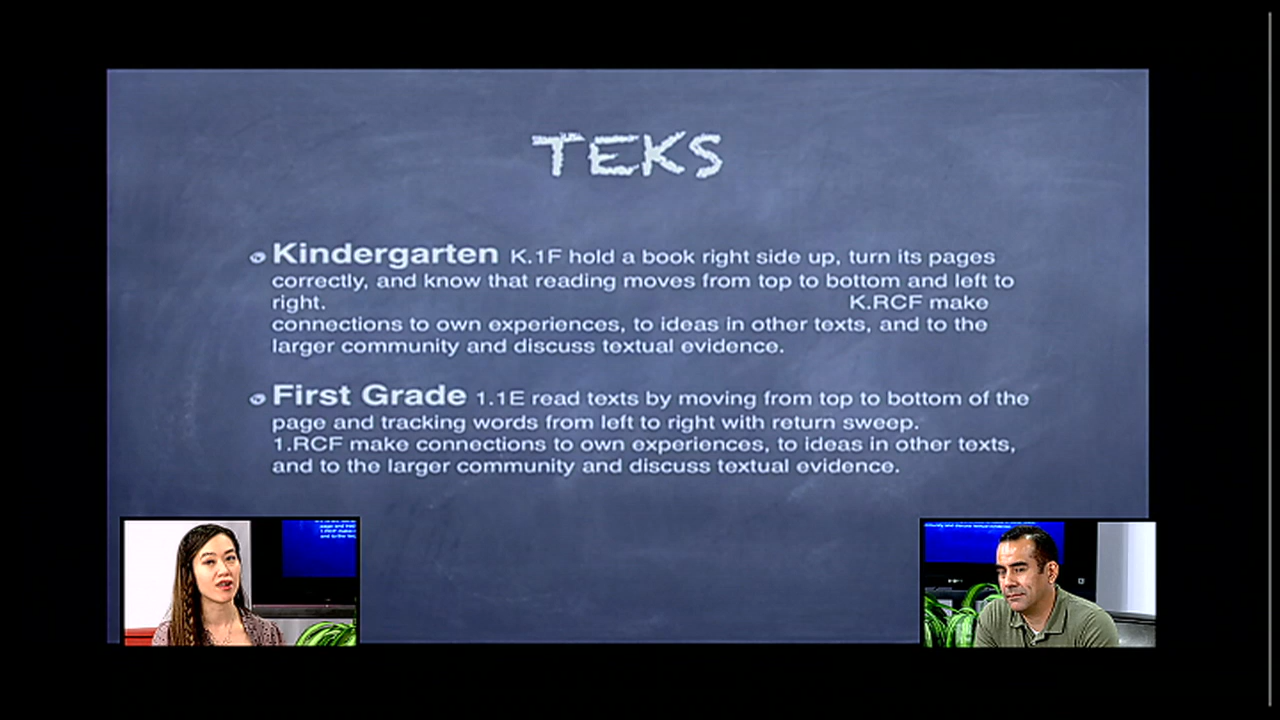 TEKS
Kindergarten K.1F hold a book right side up, turn its pages
correctly, and know that reading moves from top to bottom and left to
right. K.RCF make
connections to own experiences, to ideas in other texts, and to the
larger community and discuss textual evidence.
First Grade 1.1E read texts by moving from top to bottom of the
page and tracking words from left to right with return sweep.
1.RCF make connections to own experiences, to ideas in other texts,
and to the larger community and discuss textual evidence.